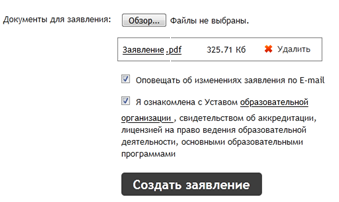 Документы для заявления: Обзор... Файлы не выбраны.
Заявление .pdf 325.71 Кб Удалить
Оповещать об изменениях заявления по E-mail
Я ознакомлена с Уставом образовательной
организации , свидетельством об аккредитации,
лицензией на право ведения образовательной
деятельности, основными образовательными
программами
Создать заявление